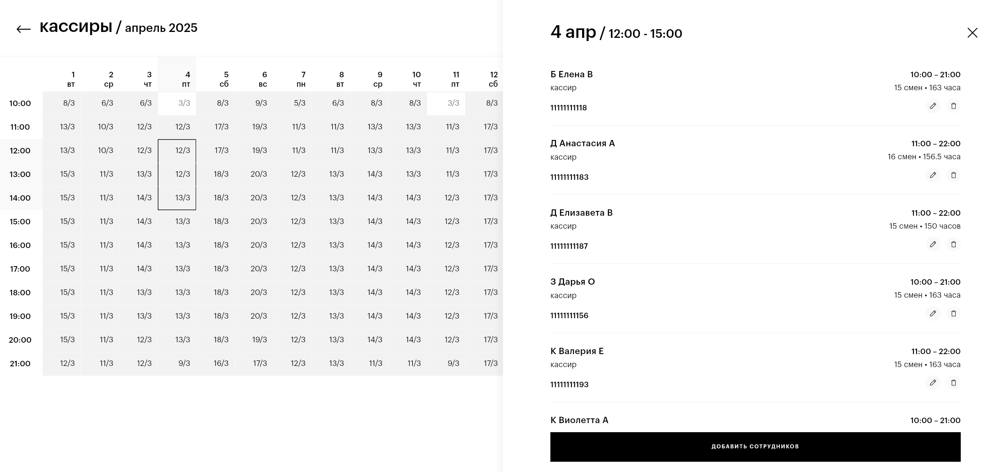 кассиры / апрель 2025
1 2 3 4 5 6 7 8 9 10 11 12
вт ср чт пт сб вс пн вт ср чт пт сб
10:00 8/3 6/3 6/3 3/3 8/3 9/3 5/3 6/3 8/3 8/3 3/3 8/3
11:00 13/3 10/3 12/3 12/3 17/3 19/3 11/3 11/3 13/3 13/3 11/3 17/3
12:00 13/3 10/3 12/3 12/3 17/3 19/3 11/3 11/3 13/3 13/3 11/3 17/3
13:00 15/3 11/3 13/3 12/3 18/3 20/3 12/3 13/3 14/3 13/3 11/3 17/3
14:00 15/3 11/3 14/3 13/3 18/3 20/3 12/3 13/3 14/3 14/3 12/3 17/3
15:00 15/3 11/3 14/3 13/3 18/3 20/3 12/3 13/3 14/3 14/3 12/3 17/3
16:00 15/3 11/3 14/3 13/3 18/3 20/3 12/3 13/3 14/3 14/3 12/3 17/3
17:00 15/3 11/3 14/3 13/3 18/3 20/3 12/3 13/3 14/3 14/3 12/3 17/3
18:00 15/3 11/3 13/3 13/3 18/3 20/3 12/3 13/3 14/3 14/3 12/3 17/3
19:00 15/3 11/3 13/3 13/3 18/3 20/3 12/3 13/3 14/3 14/3 12/3 17/3
20:00 15/3 11/3 12/3 13/3 18/3 19/3 12/3 13/3 14/3 14/3 12/3 17/3
21:00 12/3 11/3 12/3 9/3 16/3 17/3 12/3 13/3 11/3 11/3 9/3 17/3
4 апр / 12:00 - 15:00
Б Елена В 10:00 – 21:00
кассир 15 смен • 163 часа
11111111118
Д Анастасия А 11:00 – 22:00
кассир 16 смен • 156.5 часа
11111111183
Д Елизавета В 11:00 – 22:00
кассир 15 смен • 150 часов
11111111187
З Дарья О 10:00 – 21:00
кассир 15 смен • 163 часа
11111111156
К Валерия Е 11:00 – 22:00
кассир 15 смен • 163 часа
11111111193
К Виолетта А 10:00 – 21:00
ДОБАВИТЬ СОТРУДНИКОВ